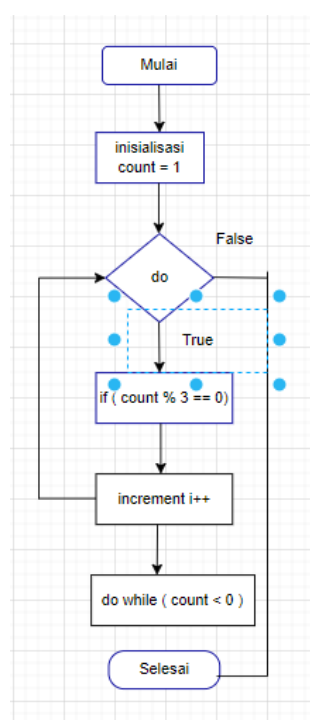 Mulai
inisialisasi
count = 1
False
do
True
if ( count % 3 == 0)
increment i++
do while ( count < 0 )
Selesai